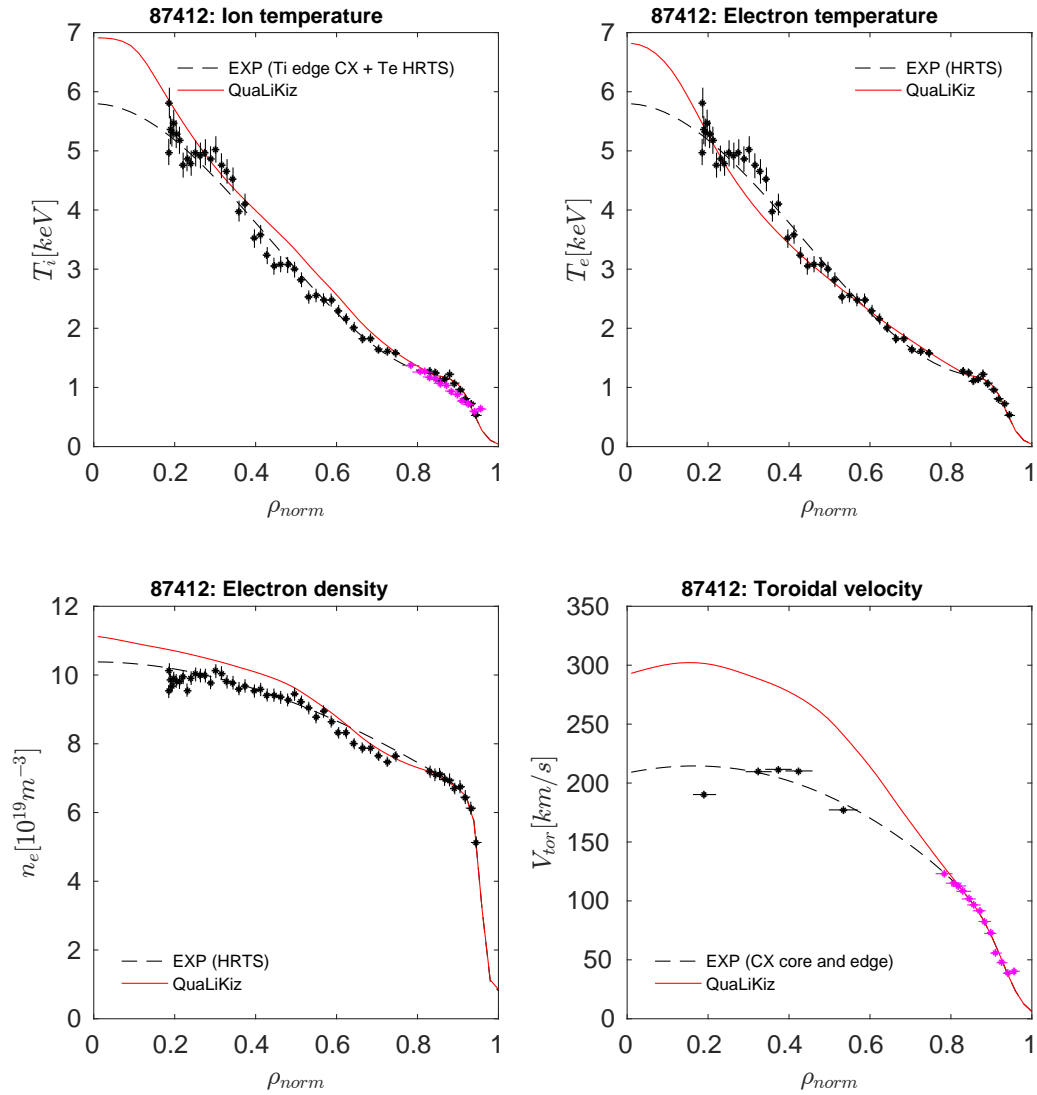 87412: Ion temperature
7
6
5
4
3
2
1
0
T_i[keV]
EXP (Ti edge CX + Te HRTS)
QuaLiKiz
0 0.2 0.4 0.6 0.8 1
ρ_norm
87412: Electron temperature
7
6
5
4
3
2
1
0
T_e[keV]
EXP (HRTS)
QuaLiKiz
0 0.2 0.4 0.6 0.8 1
ρ_norm
87412: Electron density
12
10
8
6
4
2
0
n_e[10^19 m^−3]
EXP (HRTS)
QuaLiKiz
0 0.2 0.4 0.6 0.8 1
ρ_norm
87412: Toroidal velocity
350
300
250
200
150
100
50
0
V_tor[km/s]
EXP (CX core and edge)
QuaLiKiz
0 0.2 0.4 0.6 0.8 1
ρ_norm